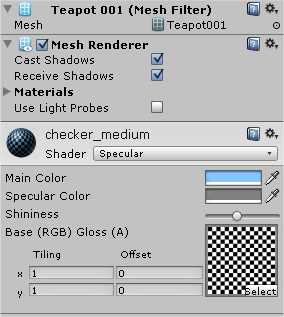 Teapot 001 (Mesh Filter)
Mesh Teapot001
Mesh Renderer
Cast Shadows
Receive Shadows
Materials
Use Light Probes
checker_medium
Shader Specular
Main Color
Specular Color
Shininess
Base (RGB) Gloss (A)
Tiling Offset
x 1 0
y 1 0
Select